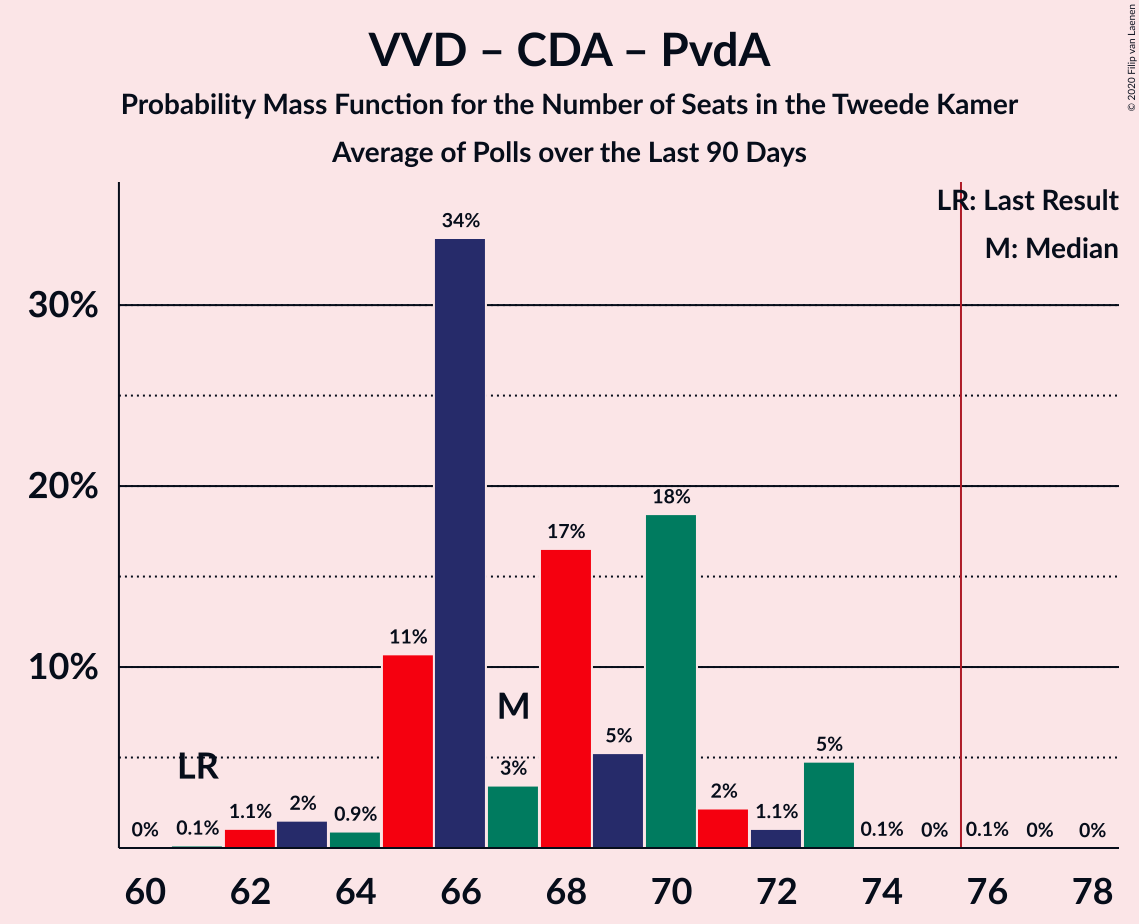 VVD – CDA – PvdA
Probability Mass Function for the Number of Seats in the Tweede Kamer
Average of Polls over the Last 90 Days
© 2020 Filip van Laenen
LR: Last Result
M: Median
30%
20%
10%
34%
18%
17%
11%
M
5%
5%
LR
3%
2%
2%
1.1%
1.1%
0.9%
0%
0.1%
0.1%
0%
0.1%
0%
0%
60 62 64 66 68 70 72 74 76 78